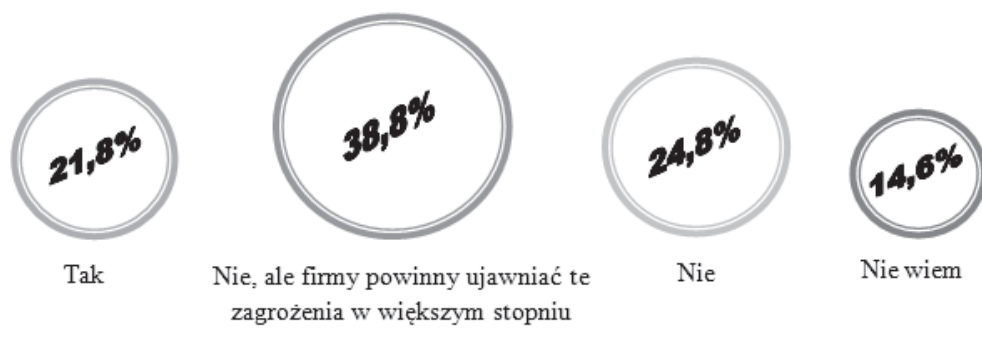 21,8%
38,8%
24,8%
14,6%
Tak
Nie, ale firmy powinny ujawniać te
zagrożenia w większym stopniu
Nie
Nie wiem